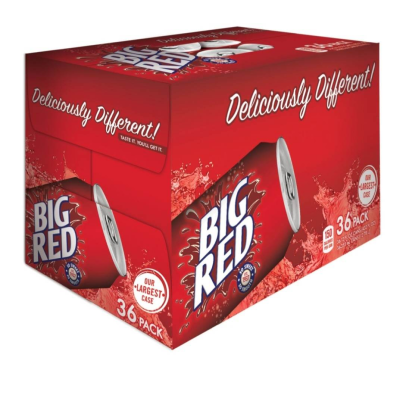 BIG
RED
Deliciously Different!
TASTE IT. YOU'LL GET IT.
BIG
RED
OUR
•LARGEST•
CASE
36 PACK
Deliciously Different!
BIG
RED
OUR
•LARGEST•
CASE
36 PACK